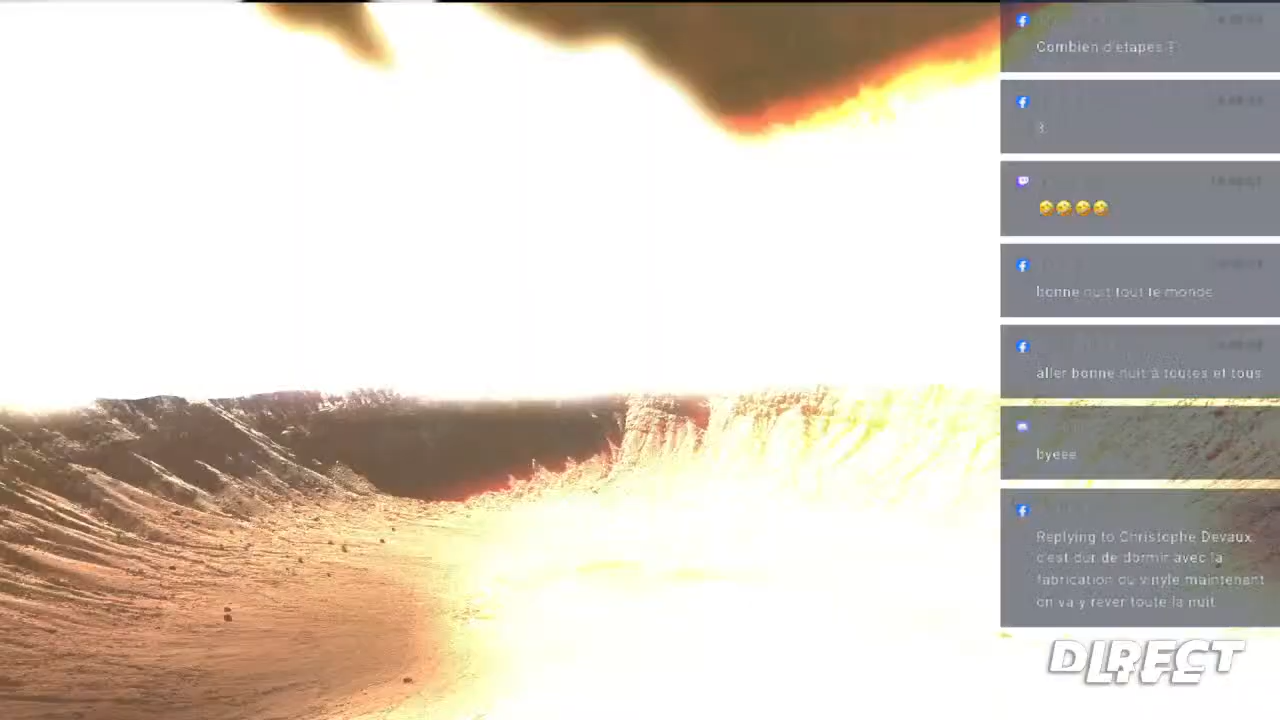 Combien d'etapes ?
3
bonne nuit tout le monde
aller bonne nuit à toutes et tous
byeee
Replying to Christophe Devaux
c'est dur de dormir avec la
fabrication du vinyle maintenant
on va y rever toute la nuit
DIRECT
LIVE